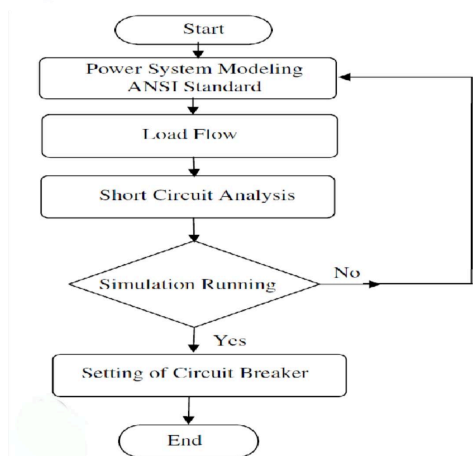 Start
Power System Modeling
ANSI Standard
Load Flow
Short Circuit Analysis
Simulation Running
No
Yes
Setting of Circuit Breaker
End